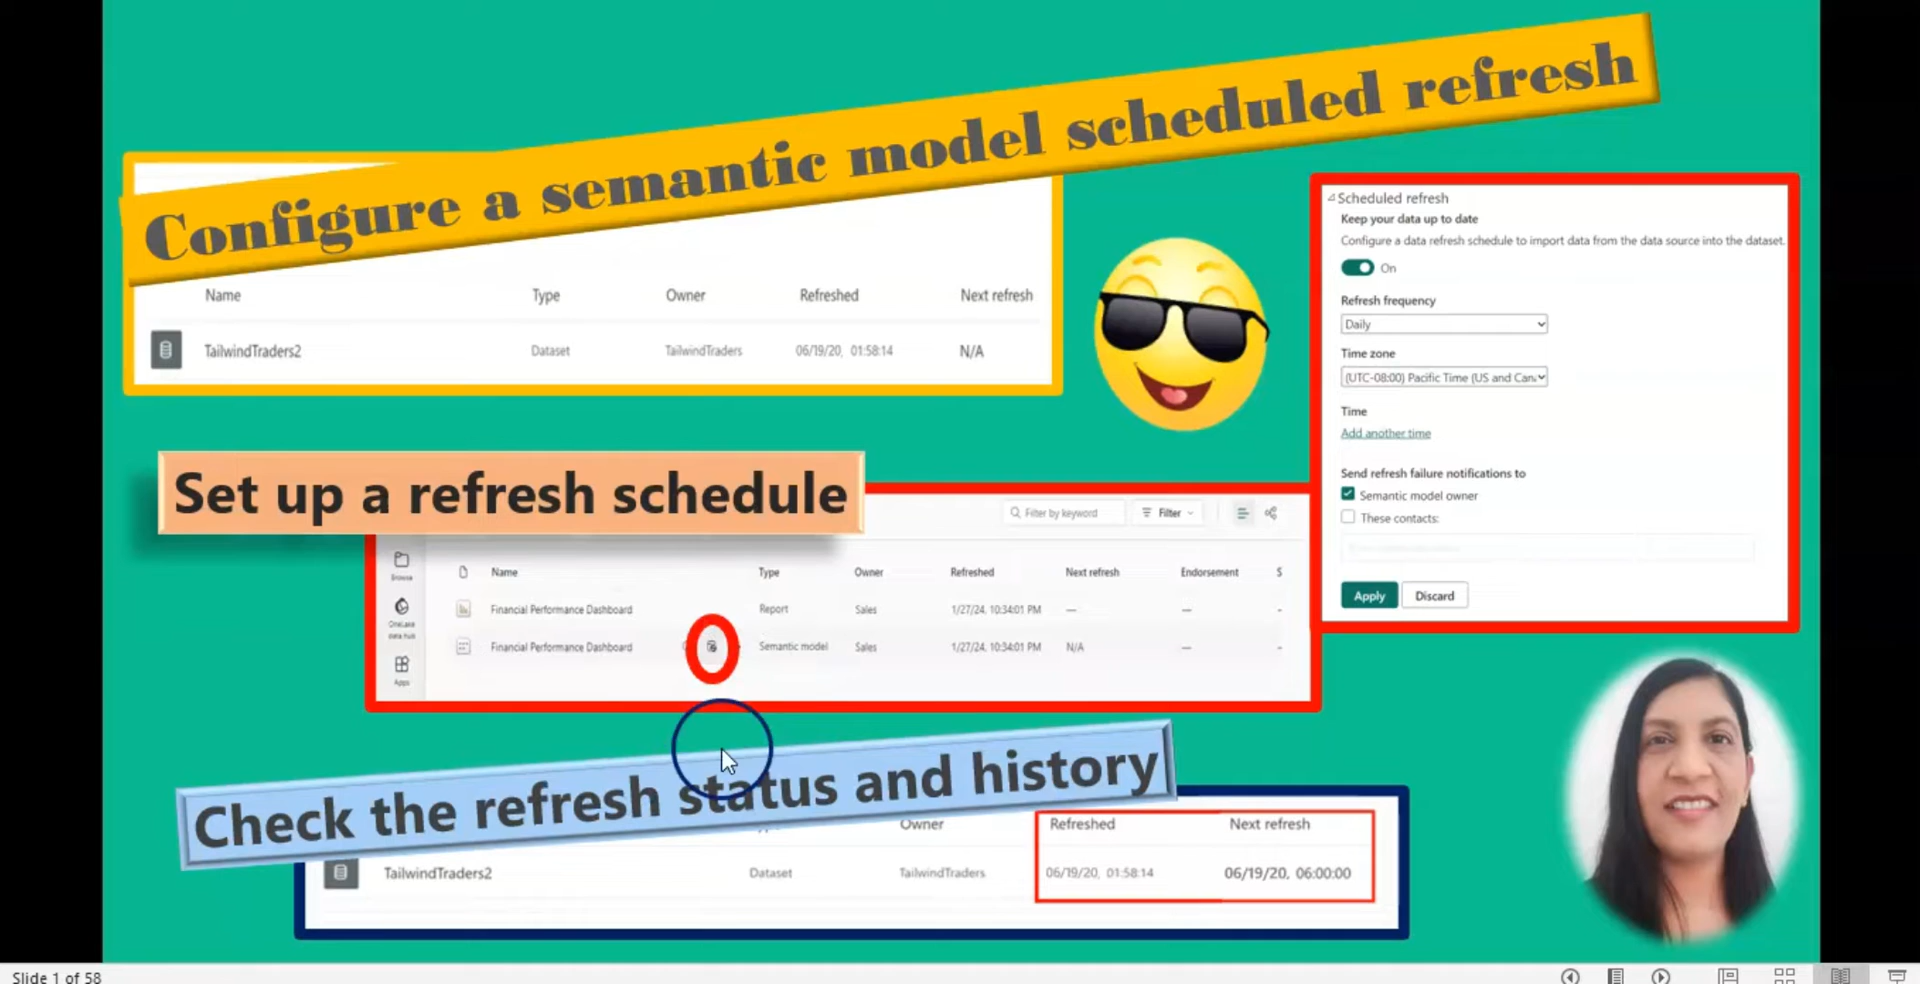 Configure a semantic model scheduled refresh
Name Type Owner Refreshed Next refresh
TailwindTraders2 Dataset TailwindTraders 06/19/20, 01:58:14 N/A
Scheduled refresh
Keep your data up to date
Configure a data refresh schedule to import data from the data source into the dataset.
On
Refresh frequency
Daily
Time zone
(UTC-08:00) Pacific Time (US and Can
Time
Add another time
Send refresh failure notifications to
Semantic model owner
These contacts:
Apply Discard
Set up a refresh schedule
Filter by keyword Filter
Browse
OneLake
data hub
Apps
Name Type Owner Refreshed Next refresh Endorsement S
Financial Performance Dashboard Report Sales 1/27/24, 10:34:01 PM — — -
Financial Performance Dashboard Semantic model Sales 1/27/24, 10:34:01 PM N/A — -
Check the refresh status and history
Owner Refreshed Next refresh
TailwindTraders2 Dataset TailwindTraders 06/19/20, 01:58:14 06/19/20, 06:00:00
Slide 1 of 58